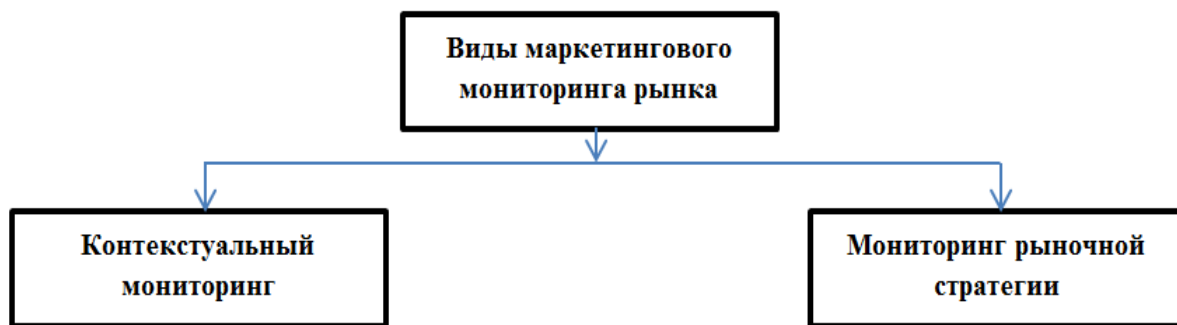 Виды маркетингового
мониторинга рынка
Контекстуальный
мониторинг
Мониторинг рыночной
стратегии